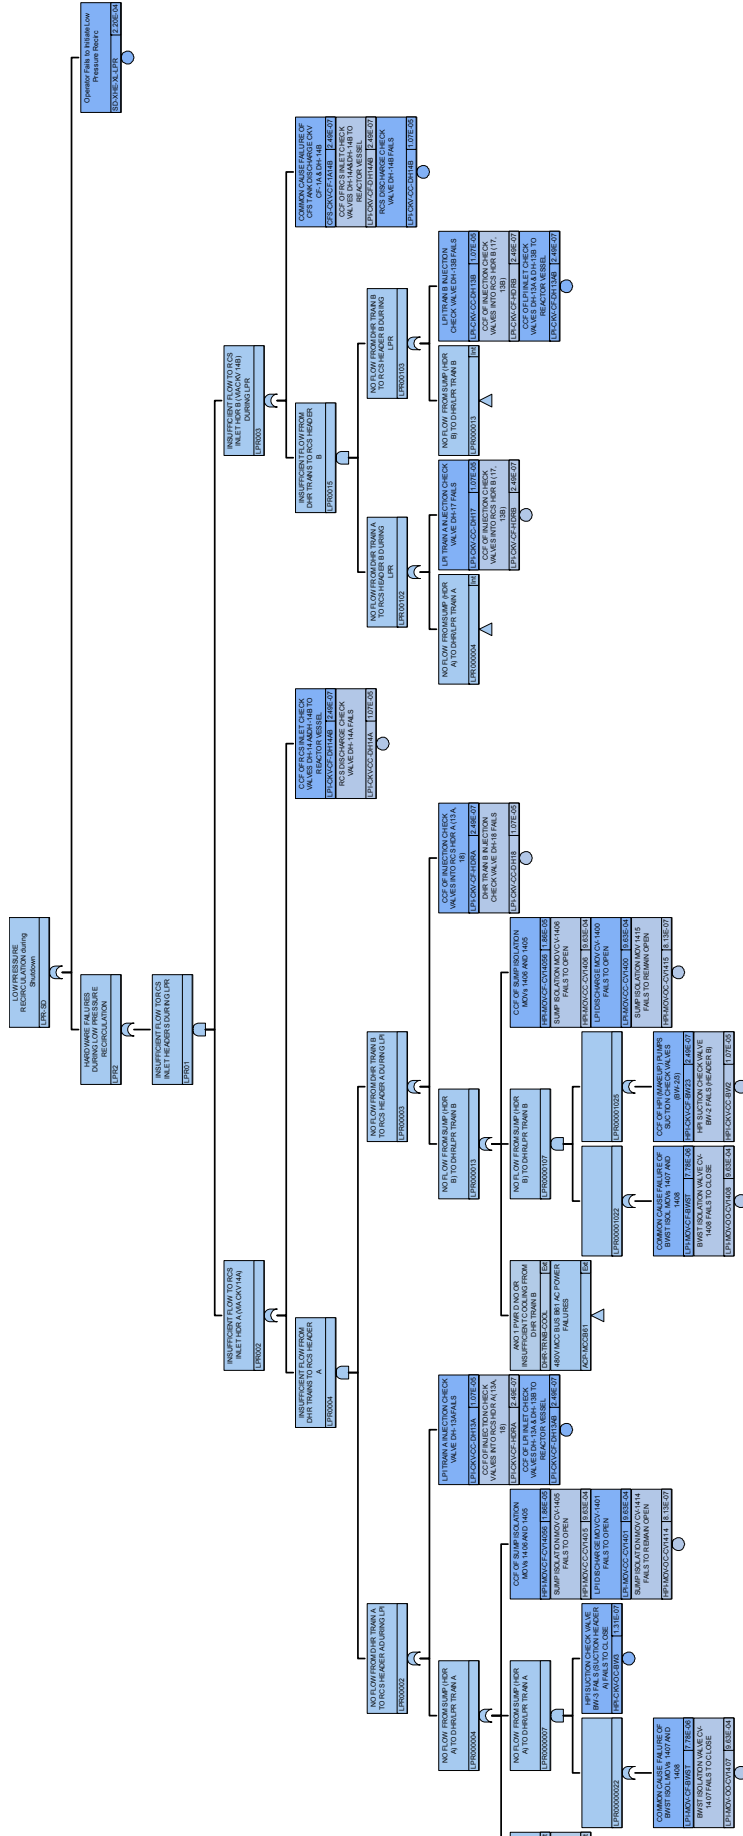 LOW PRESSURE
RECIRCULATION during
Shutdown
LPR-SD
Operator Fails to Initiate Low
Pressure Recirc
SD-XHE-XL-LPR 2.20E-04
HARDWARE FAILURES
DURING LOW PRESSURE
RECIRCULATION
LPR2
INSUFFICIENT FLOW TO RCS
INLET HEADERS DURING LPR
LPR01
INSUFFICIENT FLOW TO RCS
INLET HDR B (VIA CKV 14B)
DURING LPR
LPR003
COMMON CAUSE FAILURE OF
CFS TANK DISCHARGE CKV
CF-1A & DH-14B
CFS-CKV-CF-1A14B 2.49E-07
CCF OF RCS INLET CHECK
VALVES DH-14A&DH-14B TO
REACTOR VESSEL
LPI-CKV-CF-DH14AB 2.49E-07
RCS DISCHARGE CHECK
VALVE DH-14B FAILS
LPI-CKV-CC-DH14B 1.07E-05
INSUFFICIENT FLOW FROM
DHR TRAINS TO RCS HEADER
B
LPR0015
NO FLOW FROM DHR TRAIN B
TO RCS HEADER B DURING
LPR
LPR00103
LPI TRAIN B INJECTION
CHECK VALVE DH-13B FAILS
LPI-CKV-CC-DH13B 1.07E-05
CCF OF INJECTION CHECK
VALVES INTO RCS HDR B (17,
13B)
LPI-CKV-CF-HDRB 2.49E-07
CCF OF LPI INLET CHECK
VALVES DH-13A & DH-13B TO
REACTOR VESSEL
LPI-CKV-CF-DH13AB 2.49E-07
NO FLOW FROM SUMP (HDR
B) TO DHR/LPR TRAIN B
LPR000013 Int
NO FLOW FROM DHR TRAIN A
TO RCS HEADER B DURING
LPR
LPR00102
LPI TRAIN A INJECTION CHECK
VALVE DH-17 FAILS
LPI-CKV-CC-DH17 1.07E-05
CCF OF INJECTION CHECK
VALVES INTO RCS HDR B (17,
13B)
LPI-CKV-CF-HDRB 2.49E-07
NO FLOW FROM SUMP (HDR
A) TO DHR/LPR TRAIN A
LPR000004 Int
INSUFFICIENT FLOW TO RCS
INLET HDR A (VIA CKV 14A)
LPR002
CCF OF RCS INLET CHECK
VALVES DH-14A&DH-14B TO
REACTOR VESSEL
LPI-CKV-CF-DH14AB 2.49E-07
RCS DISCHARGE CHECK
VALVE DH-14A FAILS
LPI-CKV-CC-DH14A 1.07E-05
INSUFFICIENT FLOW FROM
DHR TRAINS TO RCS HEADER
A
LPR0004
NO FLOW FROM DHR TRAIN B
TO RCS HEADER A DURING LPI
LPR00003
CCF OF INJECTION CHECK
VALVES INTO RCS HDR A (13A,
18)
LPI-CKV-CF-HDRA 2.49E-07
DHR TRAIN B INJECTION
CHECK VALVE DH-18 FAILS
LPI-CKV-CC-DH18 1.07E-05
NO FLOW FROM SUMP (HDR
B) TO DHR/LPR TRAIN B
LPR000013
CCF OF SUMP ISOLATION
MOVs 1406 AND 1405
HPI-MOV-CF-CV14056 1.86E-05
SUMP ISOLATION MOV CV-1406
FAILS TO OPEN
HPI-MOV-CC-CV1406 9.63E-04
LPI DISCHARGE MOV CV-1400
FAILS TO OPEN
LPI-MOV-CC-CV1400 9.63E-04
SUMP ISOLATION MOV 1415
FAILS TO REMAIN OPEN
HPI-MOV-OC-CV1415 8.13E-07
NO FLOW FROM SUMP (HDR
B) TO DHR/LPR TRAIN B
LPR0000107
LPR00001025
CCF OF HPI (MAKEUP) PUMPS
SUCTION CHECK VALVES
(BW-2/3)
HPI-CKV-CF-BW23 2.49E-07
HPI SUCTION CHECK VALVE
BW-2 FAILS (HEADER B)
HPI-CKV-CC-BW2 1.07E-05
LPR00001022
COMMON CAUSE FAILURE OF
BWST ISOL MOVs 1407 AND
1408
LPI-MOV-CF-BWST 7.78E-06
BWST ISOLATION VALVE CV-
1408 FAILS TO CLOSE
LPI-MOV-OO-CV1408 9.63E-04
ANO 1 PWR D NO OR
INSUFFICIENT COOLING FROM
DHR TRAIN B
DHR-TRNB-COOL Ext
480V MCC BUS B61 AC POWER
FAILURES
ACP-MCCB61 Ext
NO FLOW FROM DHR TRAIN A
TO RCS HEADER A DURING LPI
LPR00002
LPI TRAIN A INJECTION CHECK
VALVE DH-13A FAILS
LPI-CKV-CC-DH13A 1.07E-05
CCF OF INJECTION CHECK
VALVES INTO RCS HDR A (13A,
18)
LPI-CKV-CF-HDRA 2.49E-07
CCF OF LPI INLET CHECK
VALVES DH-13A & DH-13B TO
REACTOR VESSEL
LPI-CKV-CF-DH13AB 2.49E-07
NO FLOW FROM SUMP (HDR
A) TO DHR/LPR TRAIN A
LPR000004
CCF OF SUMP ISOLATION
MOVs 1406 AND 1405
HPI-MOV-CF-CV14056 1.86E-05
SUMP ISOLATION MOV CV-1405
FAILS TO OPEN
HPI-MOV-CC-CV1405 9.63E-04
LPI DISCHARGE MOV CV-1401
FAILS TO OPEN
LPI-MOV-CC-CV1401 9.63E-04
SUMP ISOLATION MOV CV-1414
FAILS TO REMAIN OPEN
HPI-MOV-OC-CV1414 8.13E-07
NO FLOW FROM SUMP (HDR
A) TO DHR/LPR TRAIN A
LPR0000007
HPI SUCTION CHECK VALVE
BW-3 FAILS (SUCTION HEADER
A) FAILS TO CLOSE
HPI-CKV-OC-BW3 1.31E-07
LPR00000022
COMMON CAUSE FAILURE OF
BWST ISOL MOVs 1407 AND
1408
LPI-MOV-CF-BWST 7.78E-06
BWST ISOLATION VALVE CV-
1407 FAILS TO CLOSE
LPI-MOV-OO-CV1407 9.63E-04